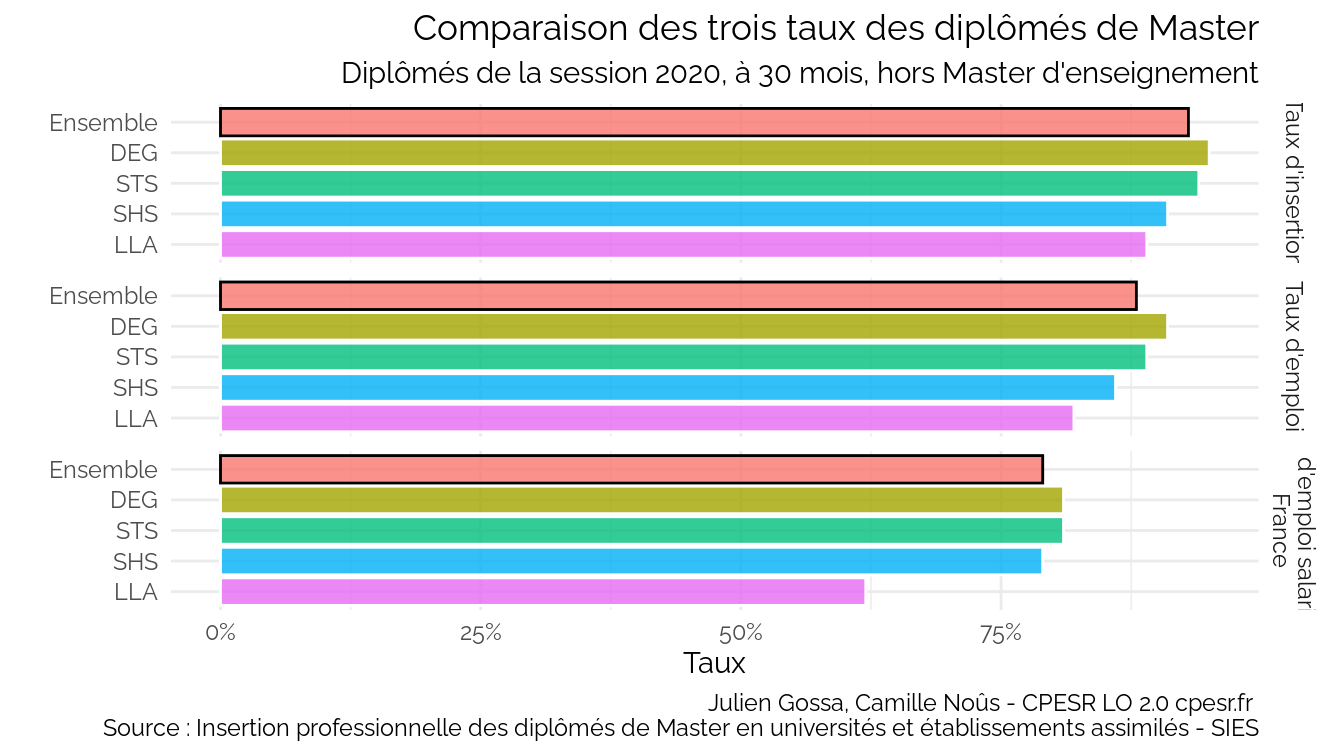 Comparaison des trois taux des diplômés de Master
Diplômés de la session 2020, à 30 mois, hors Master d'enseignement
Ensemble
DEG
STS
SHS
LLA
Taux d'insertion
Ensemble
DEG
STS
SHS
LLA
Taux d'emploi
Ensemble
DEG
STS
SHS
LLA
d'emploi salari
France
0%
25%
50%
75%
Taux
Julien Gossa, Camille Noûs - CPESR LO 2.0 cpesr.fr
Source : Insertion professionnelle des diplômés de Master en universités et établissements assimilés - SIES